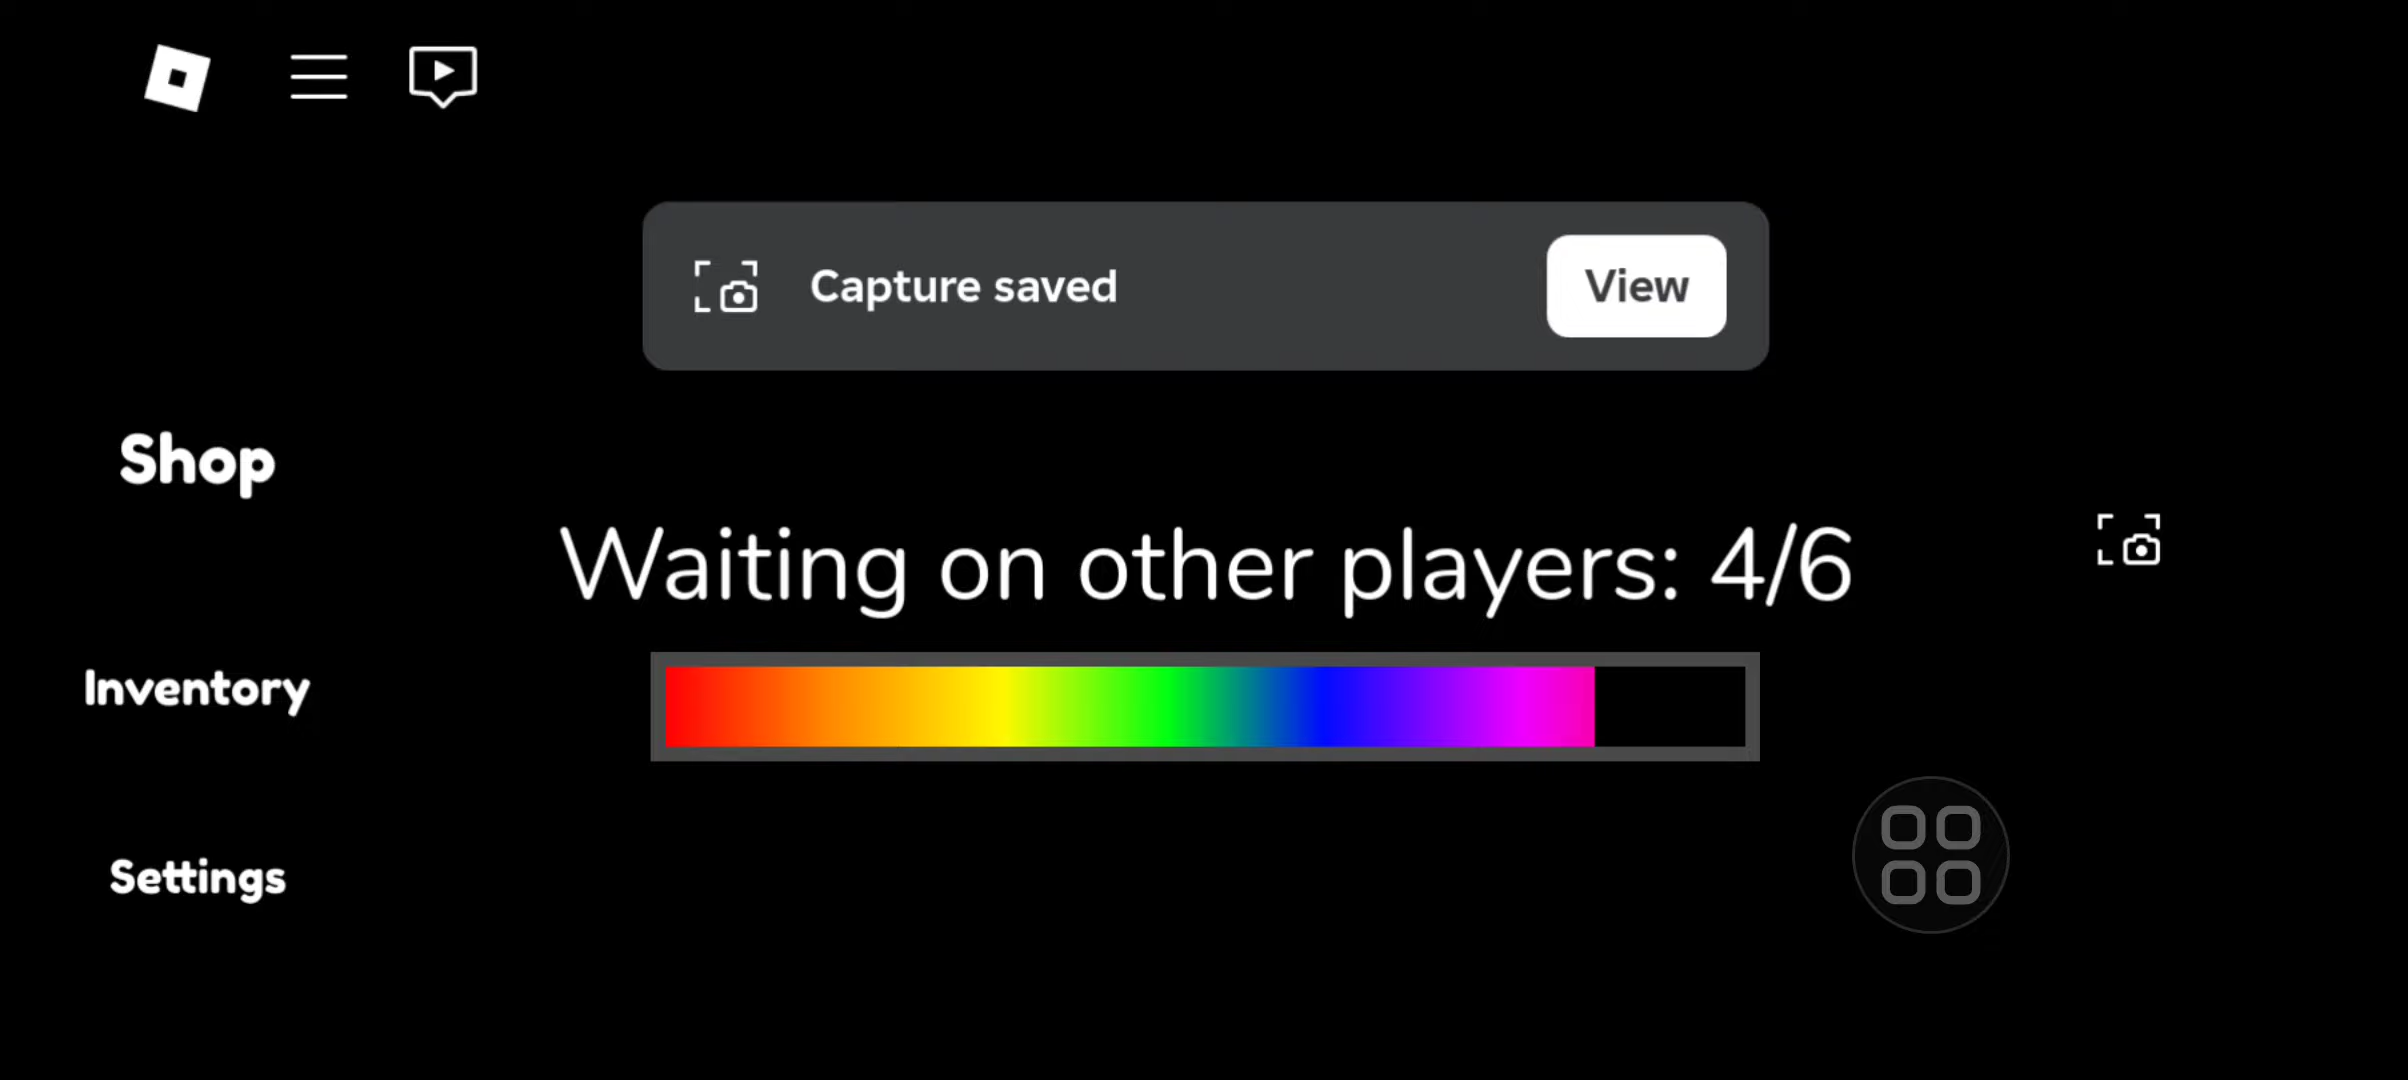 Capture saved
View
Shop
Waiting on other players: 4/6
Inventory
Settings